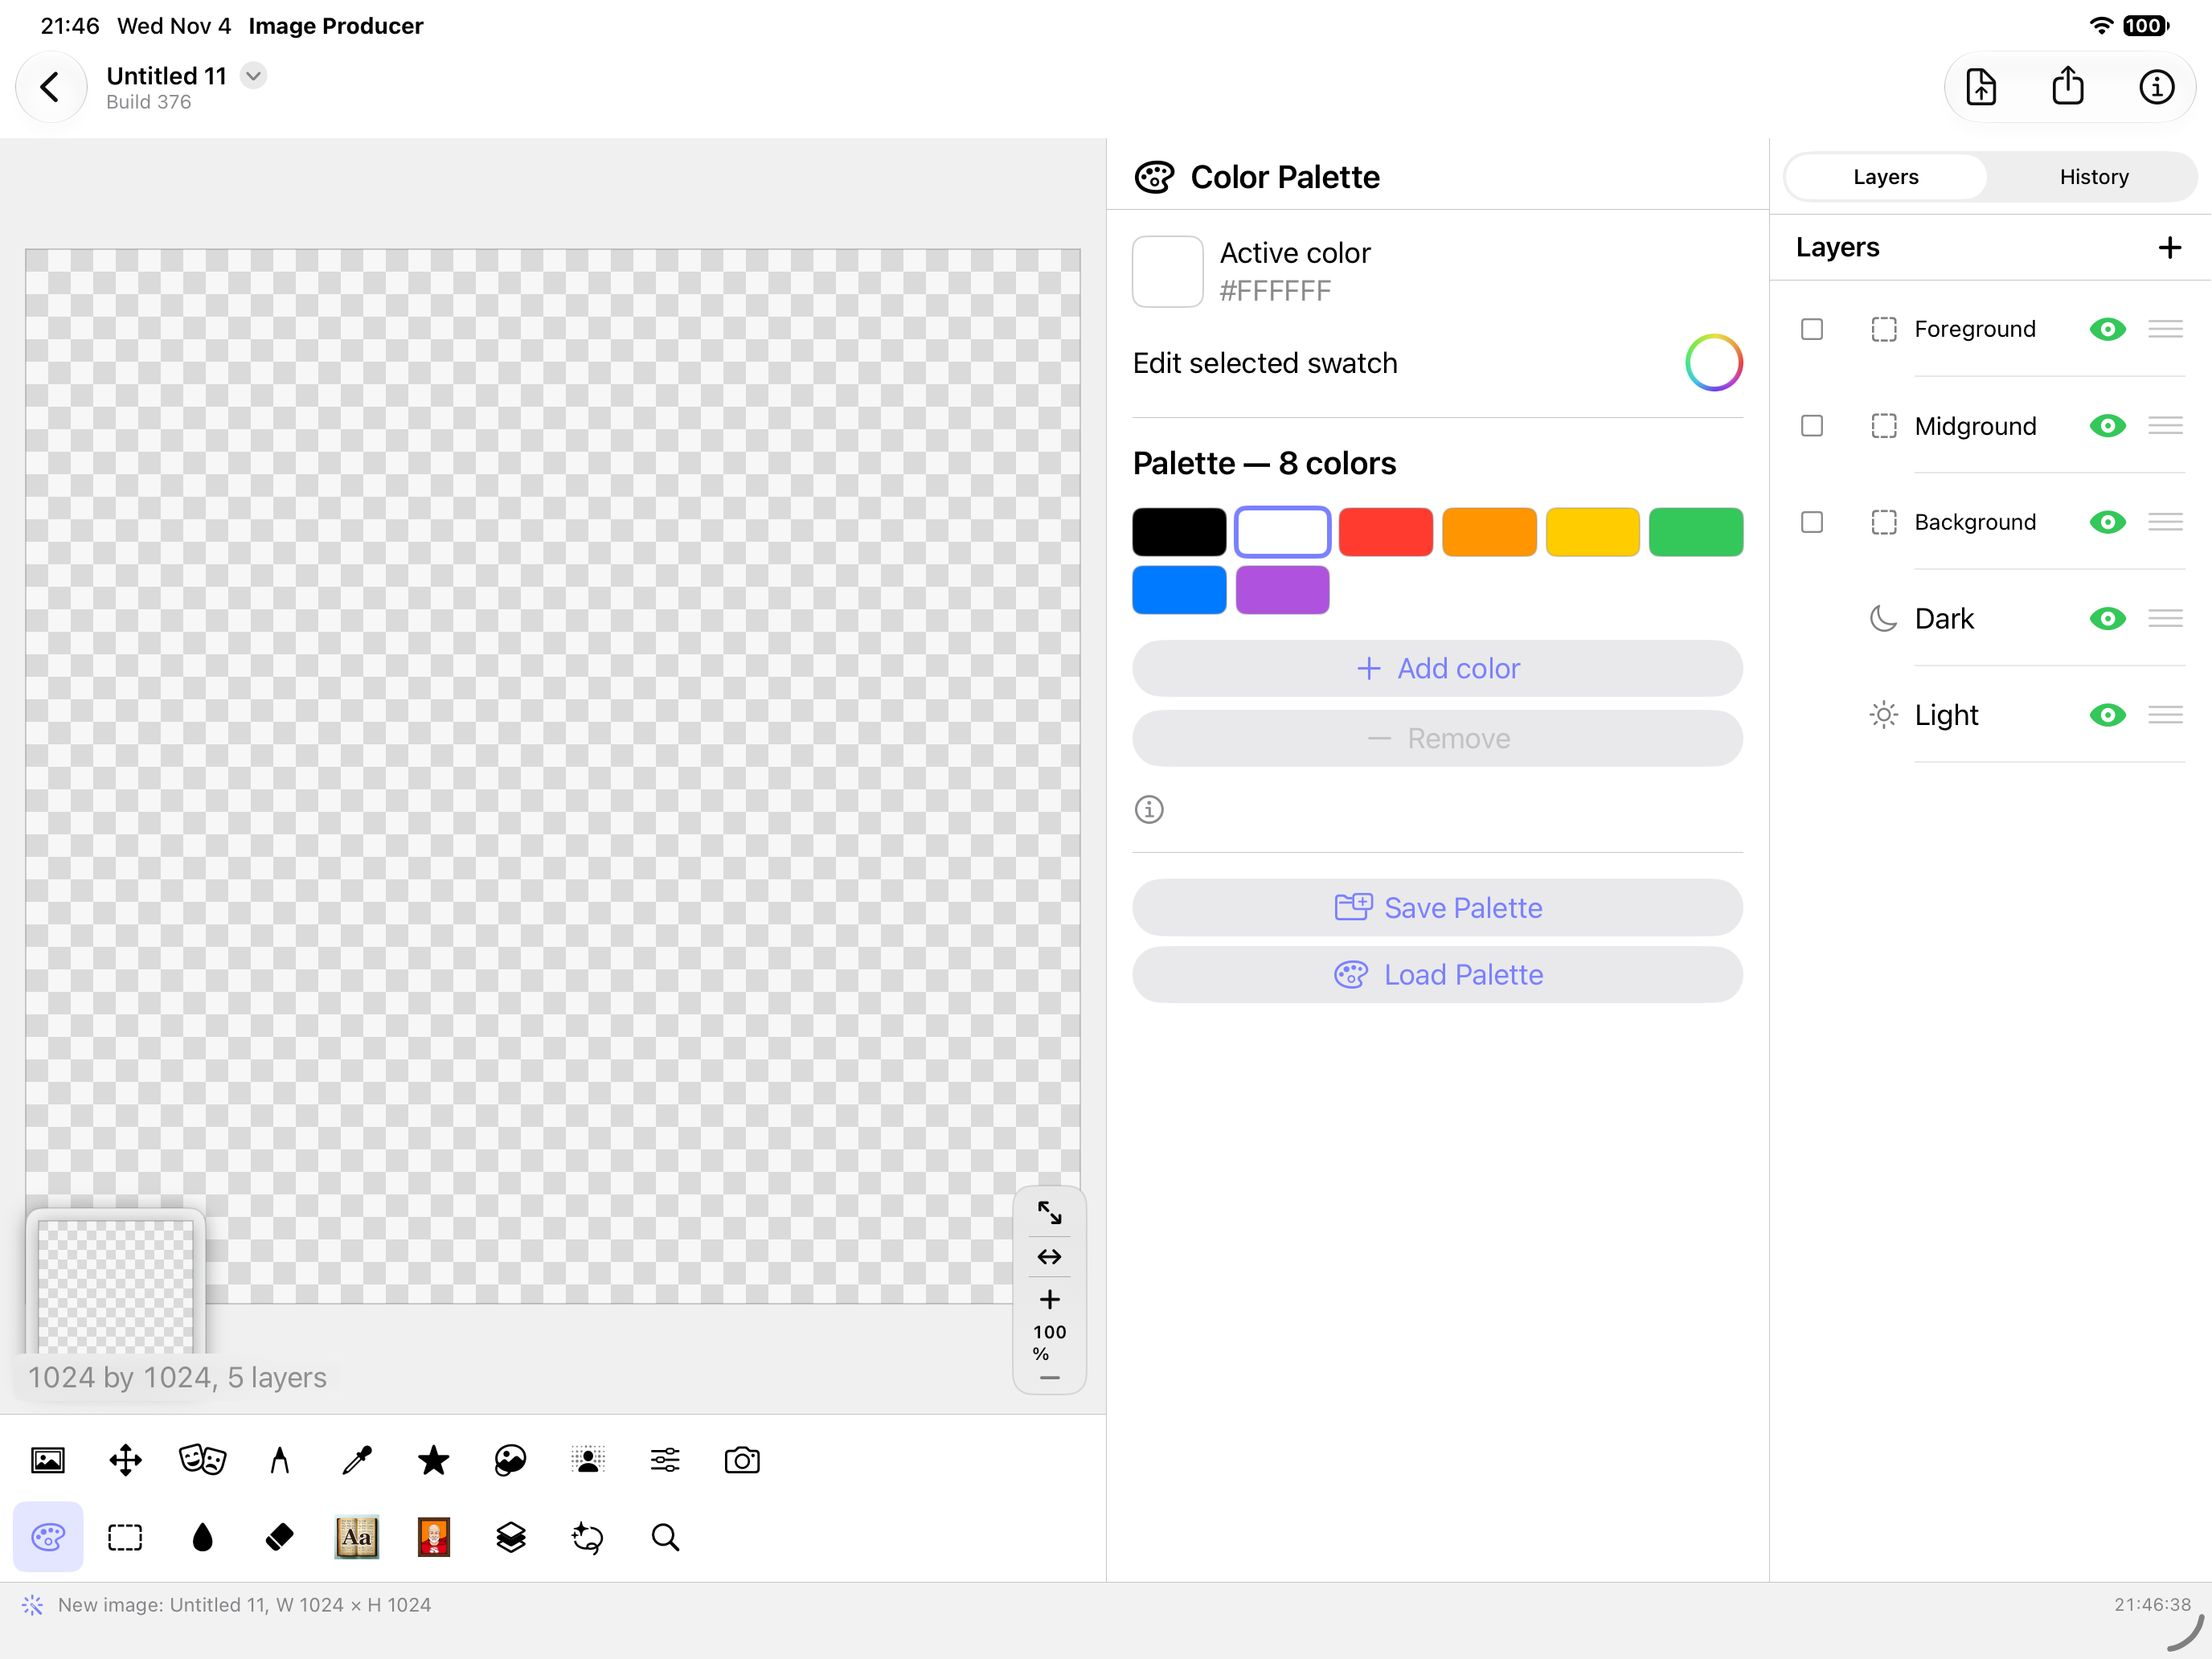 21:46 Wed Nov 4 Image Producer
100
Untitled 11
Build 376
Color Palette
Active color
#FFFFFF
Edit selected swatch
Palette — 8 colors
Add color
Remove
Save Palette
Load Palette
Layers History
Layers
Foreground
Midground
Background
Dark
Light
100
%
1024 by 1024, 5 layers
Aa
New image: Untitled 11, W 1024 × H 1024
21:46:38